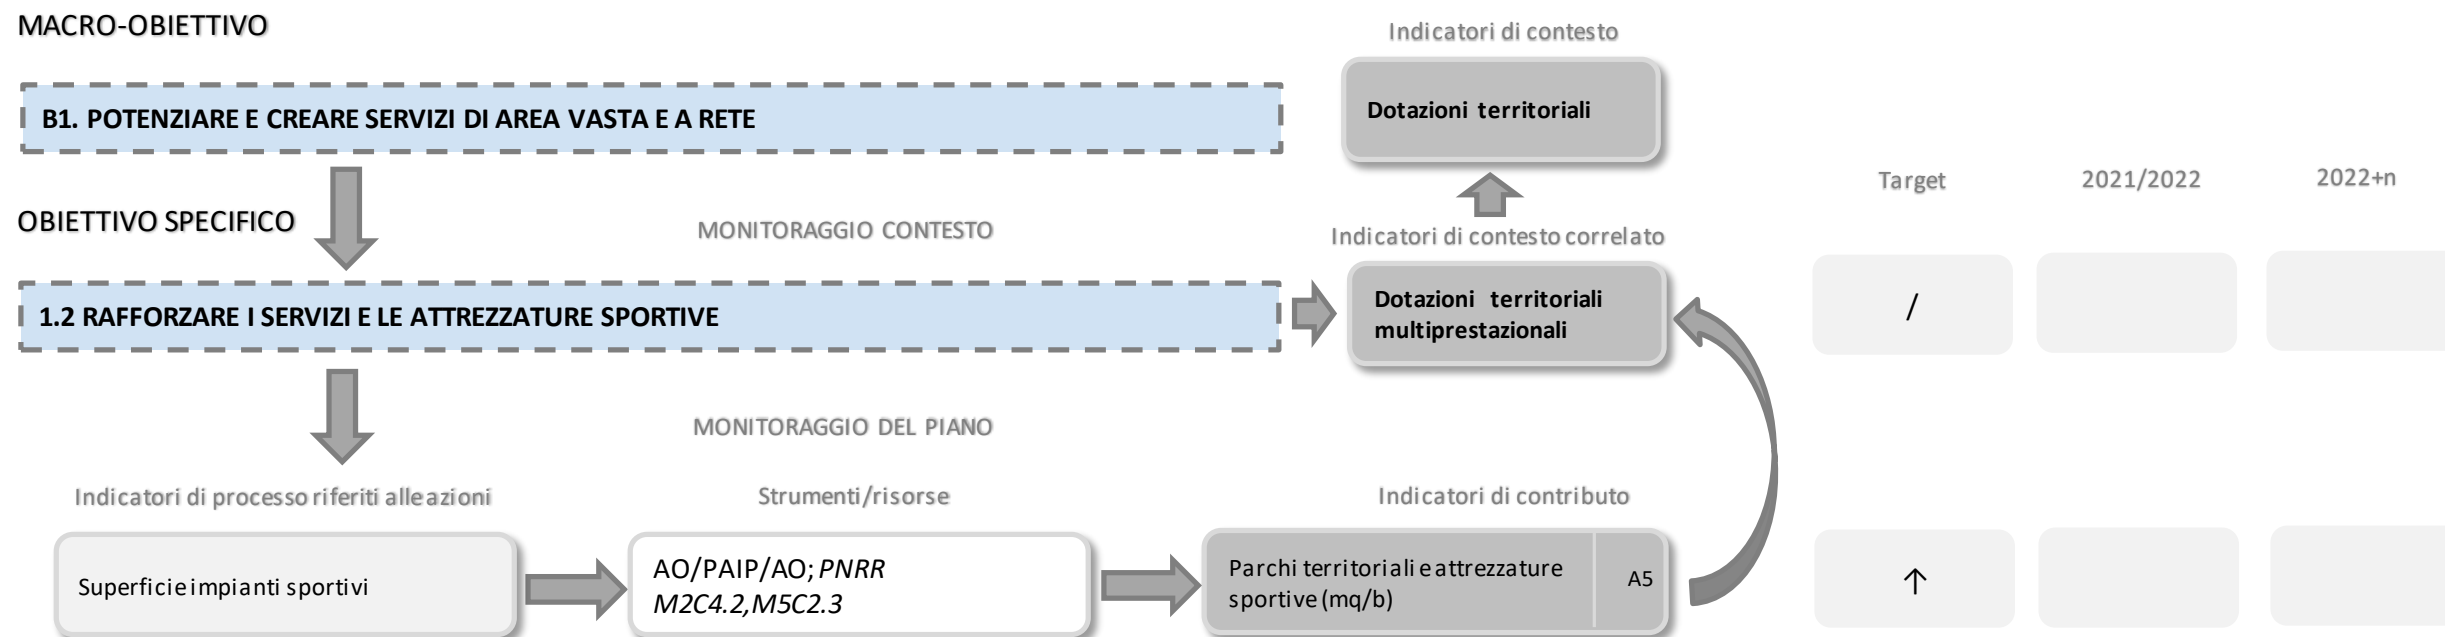 MACRO-OBIETTIVO
Indicatori di contesto
B1. POTENZIARE E CREARE SERVIZI DI AREA VASTA E A RETE
Dotazioni territoriali
Target
2021/2022
2022+n
OBIETTIVO SPECIFICO
MONITORAGGIO CONTESTO
Indicatori di contesto correlato
1.2 RAFFORZARE I SERVIZI E LE ATTREZZATURE SPORTIVE
Dotazioni territoriali
multiprestazionali
/
MONITORAGGIO DEL PIANO
Indicatori di processo riferiti alle azioni
Strumenti/risorse
Indicatori di contributo
Superficie impianti sportivi
AO/PAIP/AO; PNRR
M2C4.2,M5C2.3
Parchi territoriali e attrezzature
sportive (mq/b)
A5
↑